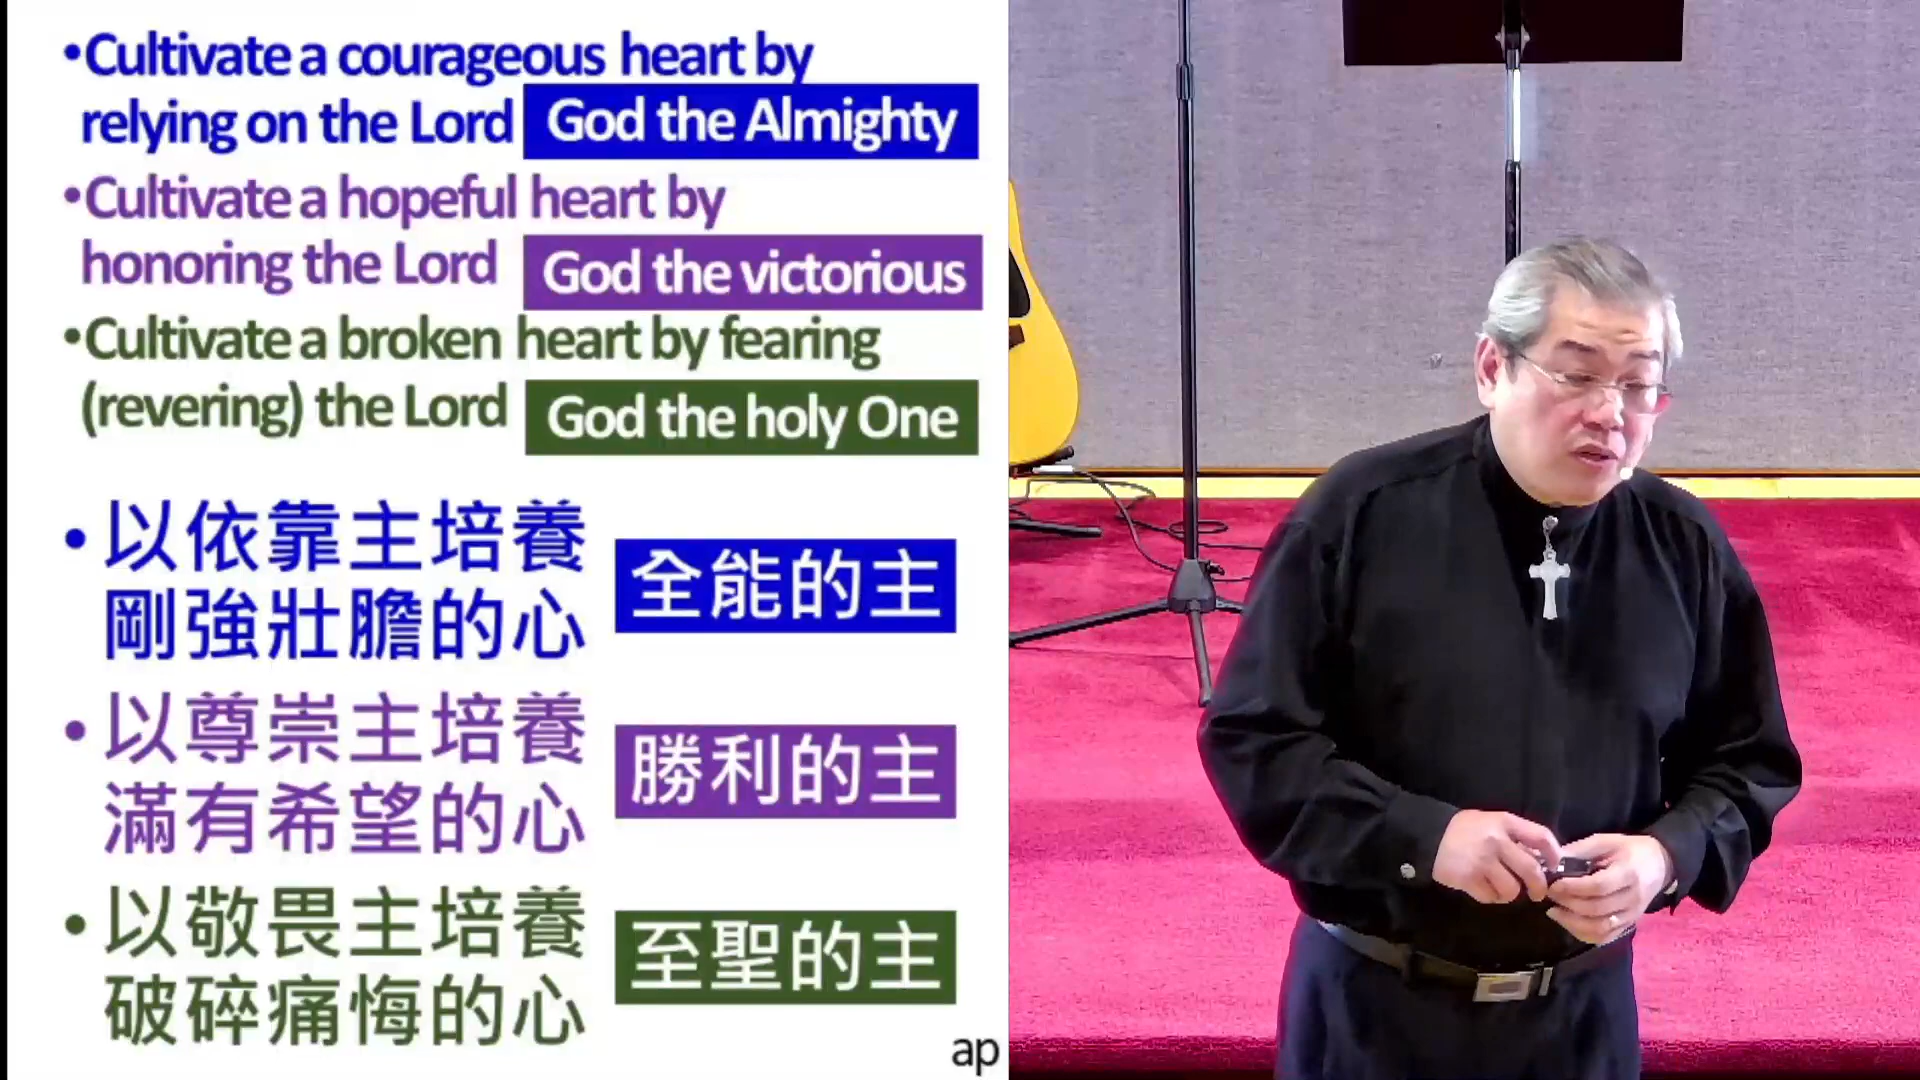 •Cultivate a courageous heart by
relying on the Lord God the Almighty
•Cultivate a hopeful heart by
honoring the Lord God the victorious
•Cultivate a broken heart by fearing
(revering) the Lord God the holy One
•以依靠主培養
剛強壯膽的心
全能的主
•以尊崇主培養
滿有希望的心
勝利的主
•以敬畏主培養
破碎痛悔的心
至聖的主
ap